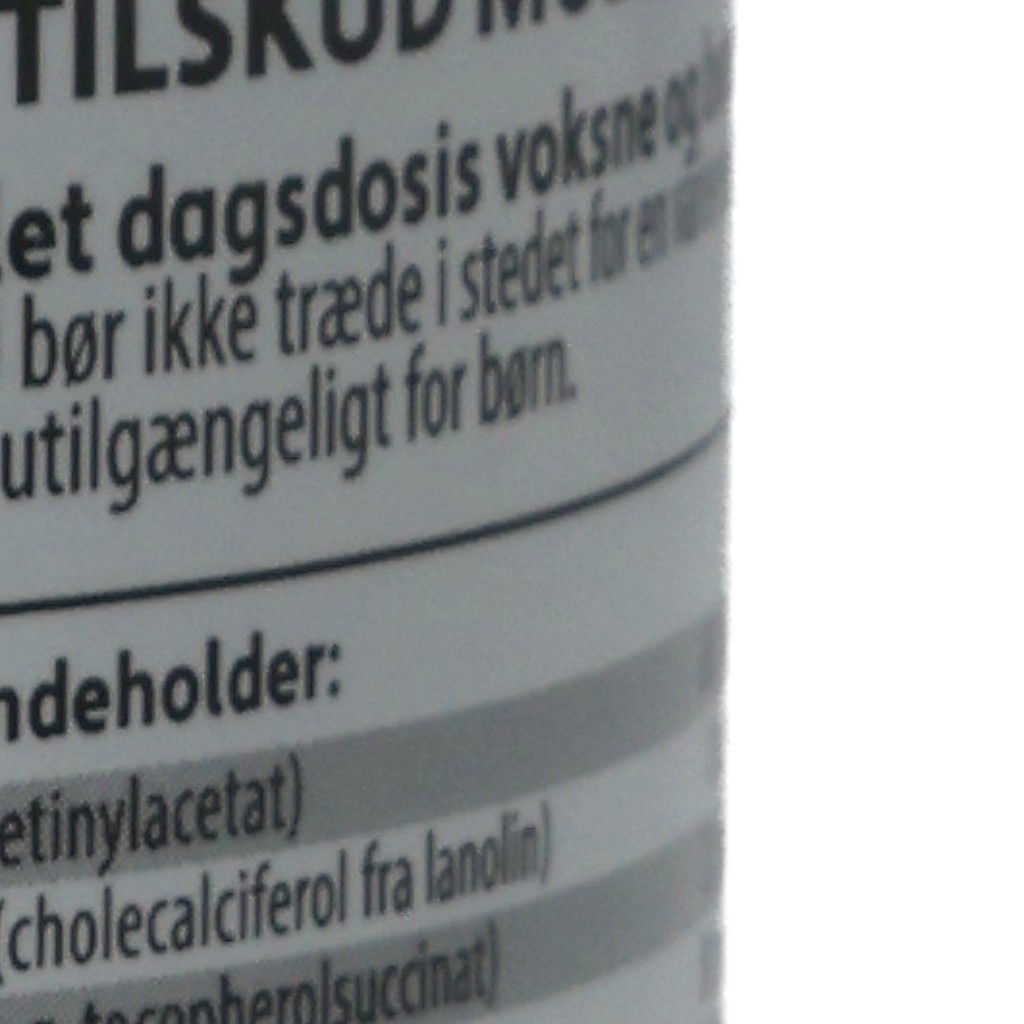 TILSKUD
let dagsdosis voksne og
bør ikke træde i stedet for en
utilgængeligt for børn.
ndeholder:
etinylacetat)
(cholecalciferol fra lanolin)
tocopherolsuccinat)